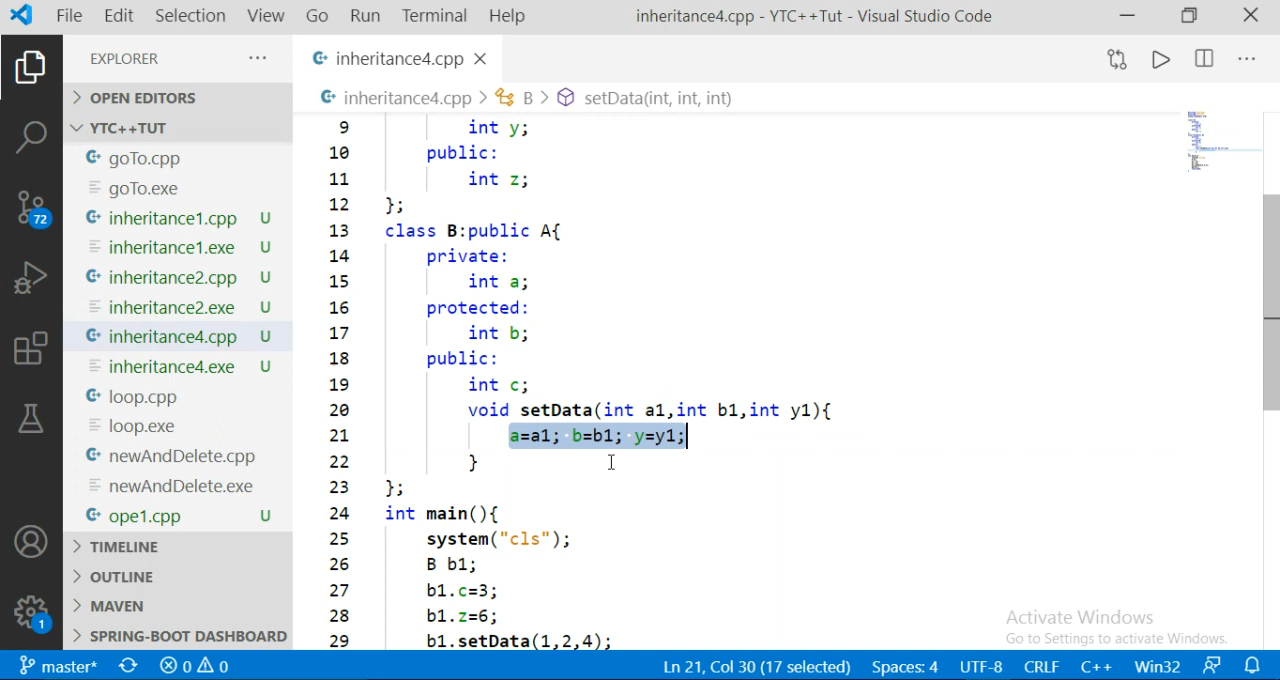 File Edit Selection View Go Run Terminal Help inheritance4.cpp - YTC++Tut - Visual Studio Code
EXPLORER ···
inheritance4.cpp
OPEN EDITORS
inheritance4.cpp > B > setData(int, int, int)
YTC++TUT
goTo.cpp
goTo.exe
inheritance1.cpp U
inheritance1.exe U
inheritance2.cpp U
inheritance2.exe U
inheritance4.cpp U
inheritance4.exe U
loop.cpp
loop.exe
newAndDelete.cpp
newAndDelete.exe
ope1.cpp U
TIMELINE
OUTLINE
MAVEN
SPRING-BOOT DASHBOARD
72
1
9 int y;
10 public:
11 int z;
12 };
13 class B:public A{
14 private:
15 int a;
16 protected:
17 int b;
18 public:
19 int c;
20 void setData(int a1,int b1,int y1){
21 a=a1; b=b1; y=y1;
22 }
23 };
24 int main(){
25 system("cls");
26 B b1;
27 b1.c=3;
28 b1.z=6;
29 b1.setData(1,2,4);
Activate Windows
Go to Settings to activate Windows.
master* 0 0 Ln 21, Col 30 (17 selected) Spaces: 4 UTF-8 CRLF C++ Win32